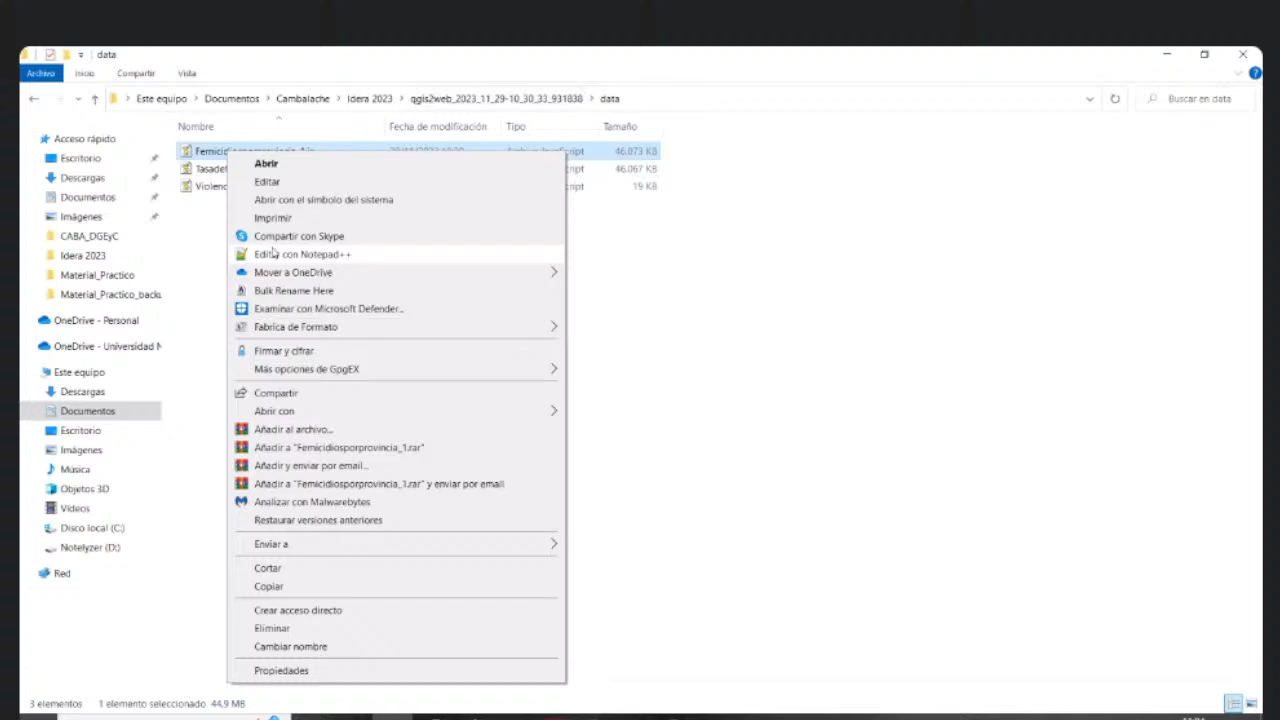 data
Archivo Inicio Compartir Vista
Este equipo > Documentos > Cambalache > Idera 2023 > qgis2web_2023_11_29-10_30_33_931838 > data
Buscar en data
Nombre Fecha de modificación Tipo Tamaño
Acceso rápido
Escritorio
Descargas
Documentos
Imágenes
CABA_DGEyC
Idera 2023
Material_Practico
Material_Practico_backu
OneDrive - Personal
OneDrive - Universidad N
Este equipo
Descargas
Documentos
Escritorio
Imágenes
Música
Objetos 3D
Vídeos
Disco local (C:)
Notelyzer (D:)
Red
46.073 KB
46.067 KB
Violenc 19 KB
Abrir
Editar
Abrir con el símbolo del sistema
Imprimir
Compartir con Skype
Editar con Notepad++
Mover a OneDrive
Bulk Rename Here
Examinar con Microsoft Defender...
Fabrica de Formato
Firmar y cifrar
Más opciones de GpgEX
Compartir
Abrir con
Añadir al archivo...
Añadir a "Femicidiosporprovincia_1.rar"
Añadir y enviar por email...
Añadir a "Femicidiosporprovincia_1.rar" y enviar por email
Analizar con Malwarebytes
Restaurar versiones anteriores
Enviar a
Cortar
Copiar
Crear acceso directo
Eliminar
Cambiar nombre
Propiedades
3 elementos 1 elemento seleccionado 44,9 MB